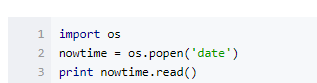 1 import os
2 nowtime = os.popen('date')
3 print nowtime.read()